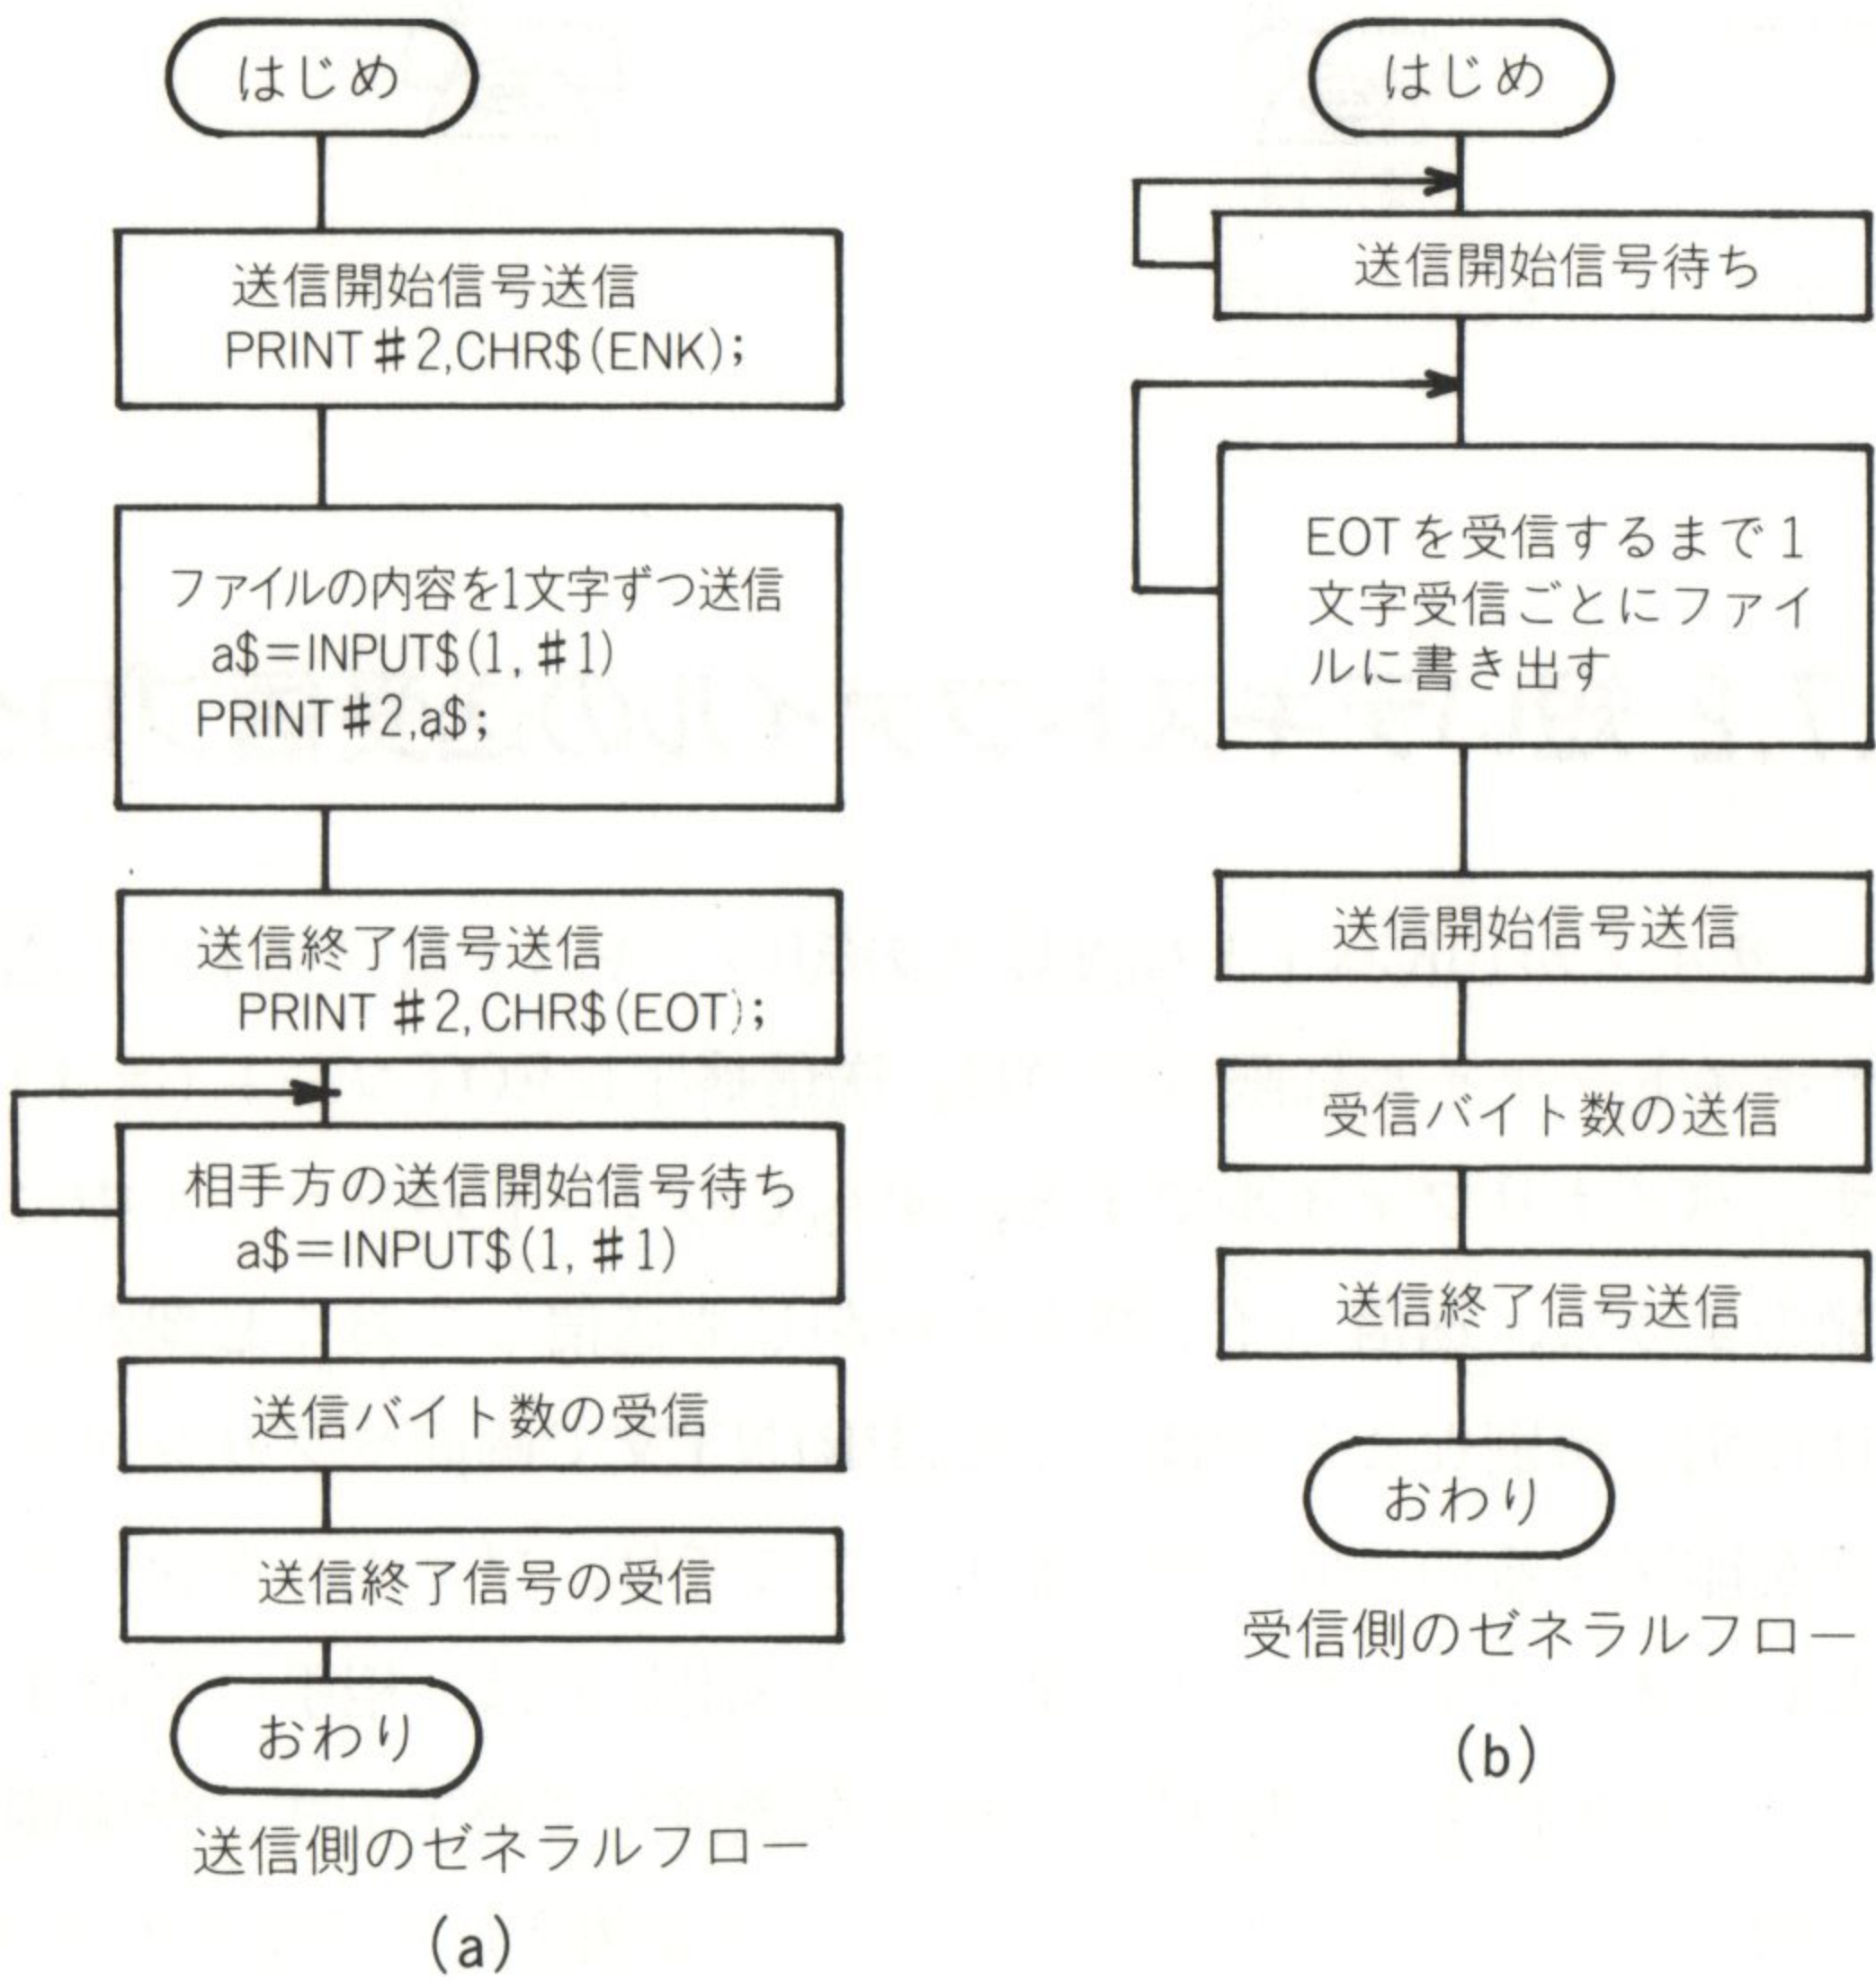 はじめ
送信開始信号送信
PRINT♯2,CHR$(ENK);
ファイルの内容を1文字ずつ送信
a$=INPUT$(1,♯1)
PRINT♯2,a$;
送信終了信号送信
PRINT ♯2,CHR$(EOT);
相手方の送信開始信号待ち
a$=INPUT$(1,♯1)
送信バイト数の受信
送信終了信号の受信
おわり
送信側のゼネラルフロー
(a)
はじめ
送信開始信号待ち
EOTを受信するまで1
文字受信ごとにファイ
ルに書き出す
送信開始信号送信
受信バイト数の送信
送信終了信号送信
おわり
受信側のゼネラルフロー
(b)